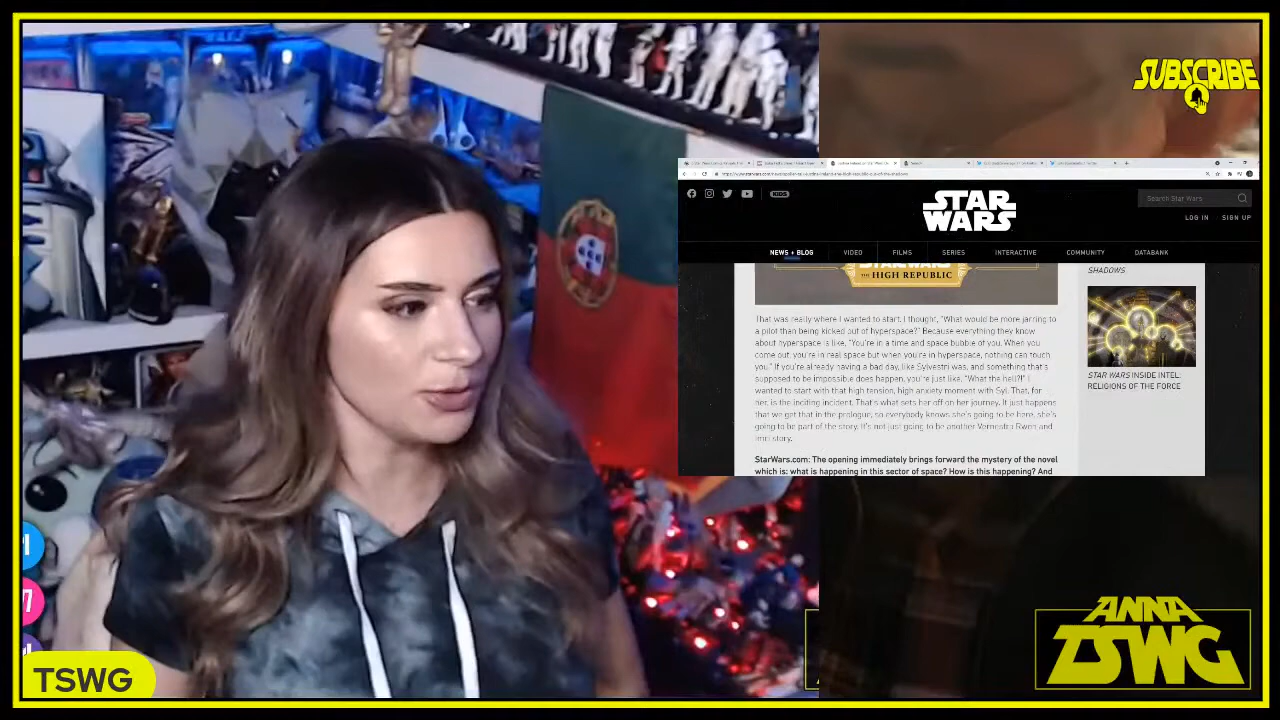 SUBSCRIBE
STAR
WARS
KIDS
Search Star Wars
LOG IN SIGN UP
NEWS + BLOG VIDEO FILMS SERIES INTERACTIVE COMMUNITY DATABANK
THE HIGH REPUBLIC
SHADOWS
That was really where I wanted to start. I thought, "What would be more jarring to
a pilot than being kicked out of hyperspace?" Because everything they know
about hyperspace is like, "You're in a time and space bubble of you. When you
come out, you're in real space but when you're in hyperspace, nothing can touch
you." If you're already having a bad day, like Sylvestri was, and something that's
supposed to be impossible does happen, you're just like, "What the hell?!" I
wanted to start with that high tension, high anxiety moment with Syl. That, for
her, is the inciting incident. That's what sets her off on her journey. It just happens
that we get that in the prologue, so everybody knows she's going to be here, she's
going to be part of the story. It's not just going to be another Vernestra Rwoh and
Imri story.
STAR WARS INSIDE INTEL:
RELIGIONS OF THE FORCE
StarWars.com: The opening immediately brings forward the mystery of the novel
which is: what is happening in this sector of space? How is this happening? And
ANNA
TSWG
TSWG